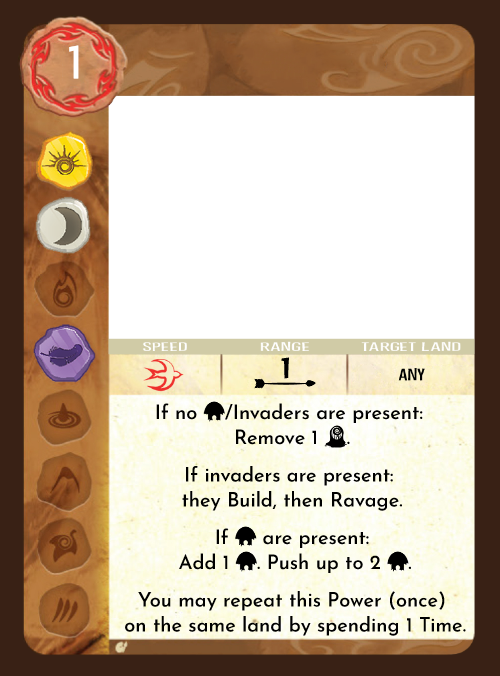 1
SPEED RANGE TARGET LAND
1 ANY
If no /Invaders are present:
Remove 1 .
If invaders are present:
they Build, then Ravage.
If are present:
Add 1 . Push up to 2 .
You may repeat this Power (once)
on the same land by spending 1 Time.